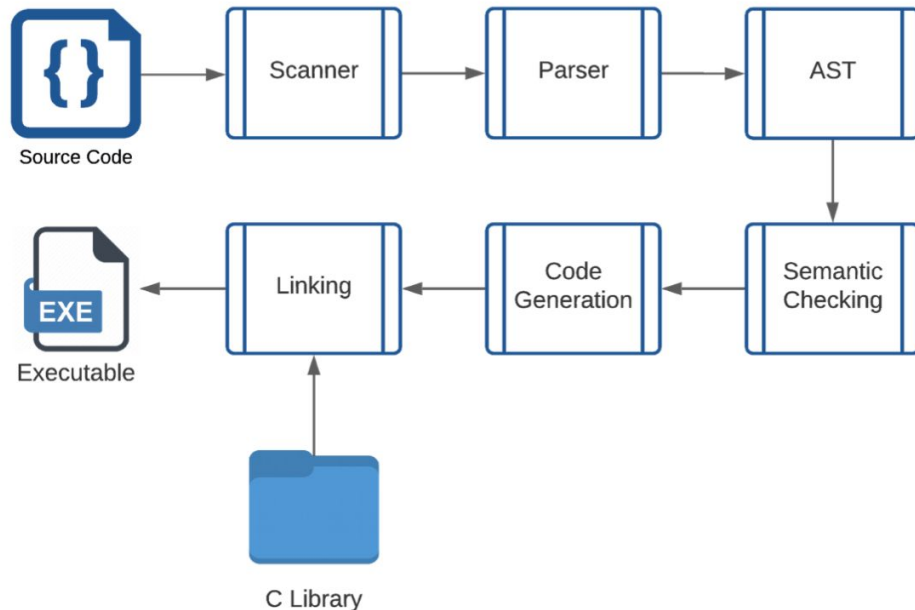 {}
Source Code
Scanner
Parser
AST
EXE
Executable
Linking
Code
Generation
Semantic
Checking
C Library